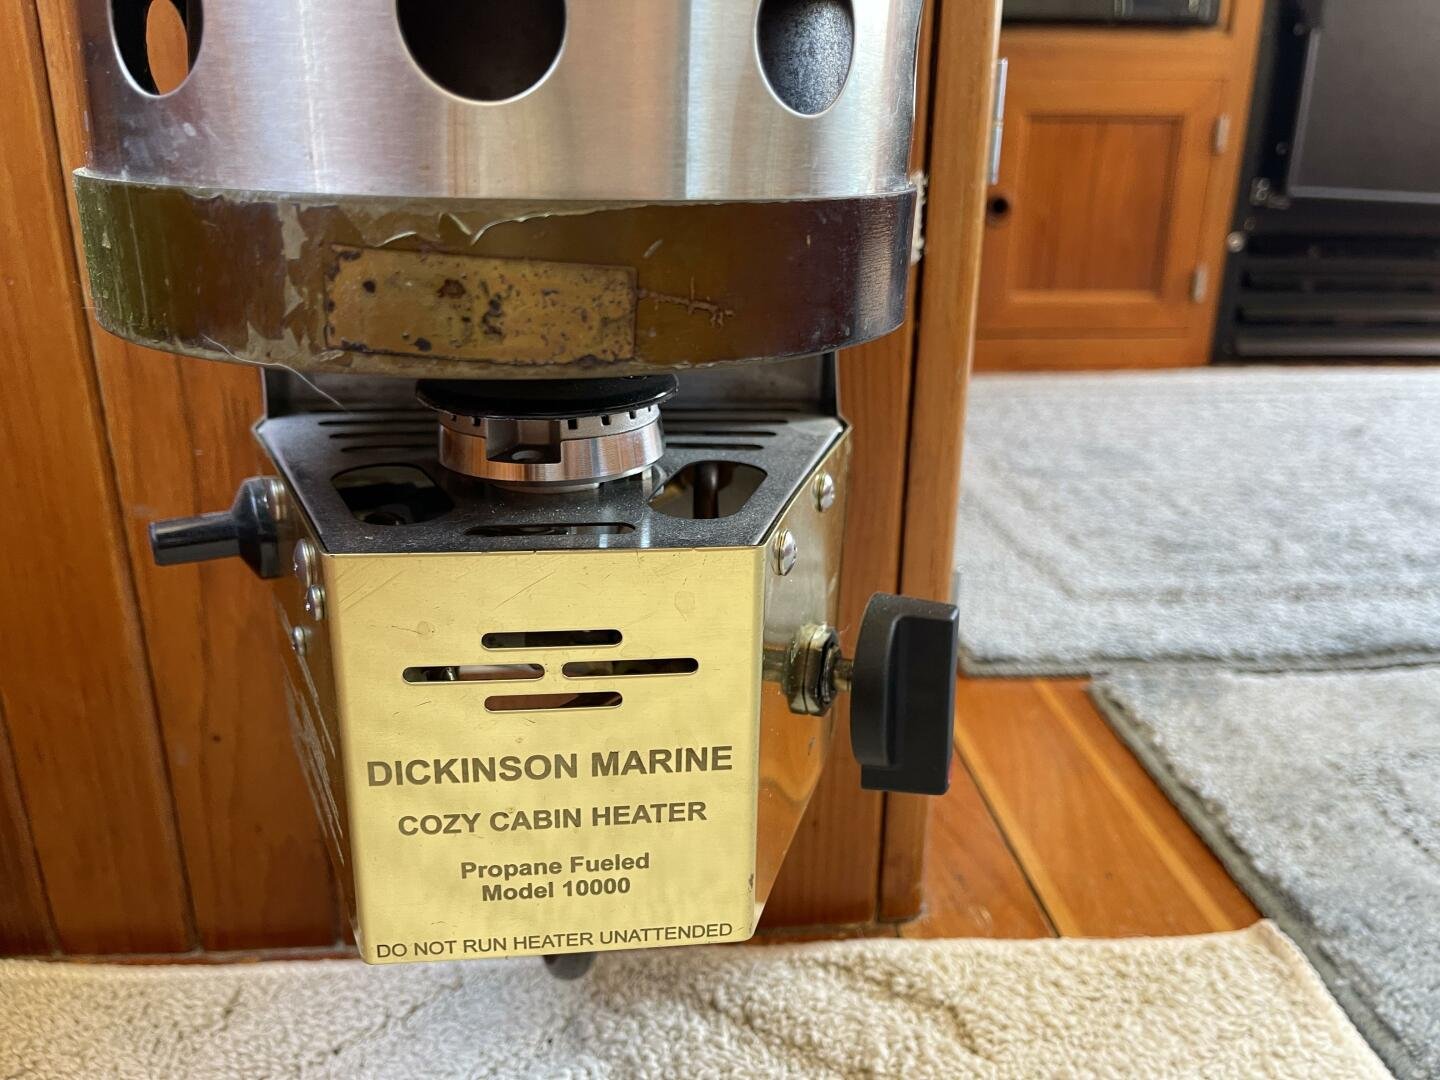 DICKINSON MARINE
COZY CABIN HEATER
Propane Fueled
Model 10000
DO NOT RUN HEATER UNATTENDED